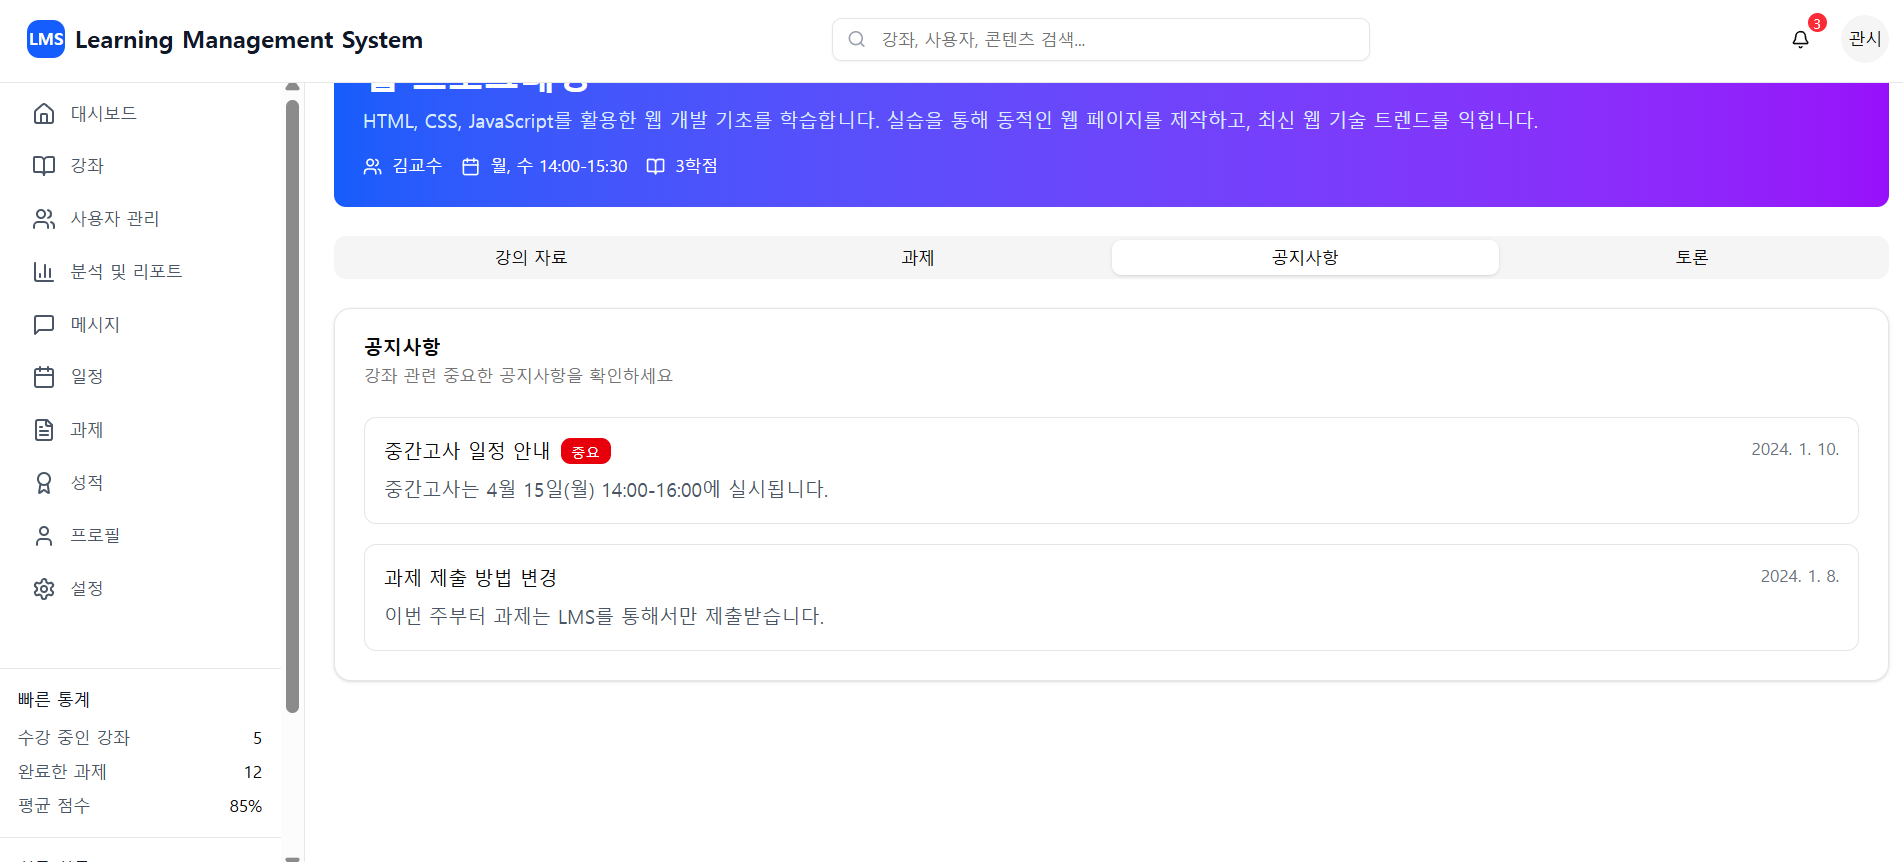 LMS Learning Management System
강좌, 사용자, 콘텐츠 검색...
3
관시
대시보드
강좌
사용자 관리
분석 및 리포트
메시지
일정
과제
성적
프로필
설정
빠른 통계
수강 중인 강좌 5
완료한 과제 12
평균 점수 85%
HTML, CSS, JavaScript를 활용한 웹 개발 기초를 학습합니다. 실습을 통해 동적인 웹 페이지를 제작하고, 최신 웹 기술 트렌드를 익힙니다.
김교수 월, 수 14:00-15:30 3학점
강의 자료 과제 공지사항 토론
공지사항
강좌 관련 중요한 공지사항을 확인하세요
중간고사 일정 안내 중요 2024. 1. 10.
중간고사는 4월 15일(월) 14:00-16:00에 실시됩니다.
과제 제출 방법 변경 2024. 1. 8.
이번 주부터 과제는 LMS를 통해서만 제출받습니다.